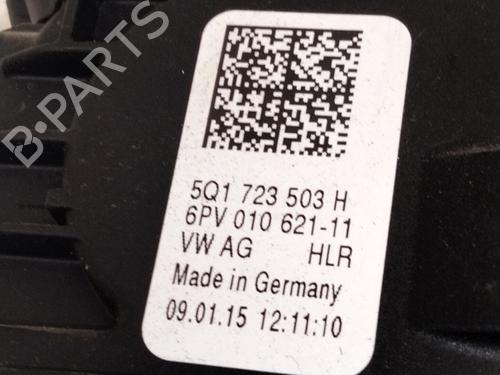 B-PARTS
5Q1 723 503 H
6PV 010 621-11
VW AG HLR
Made in Germany
09.01.15 12:11:10